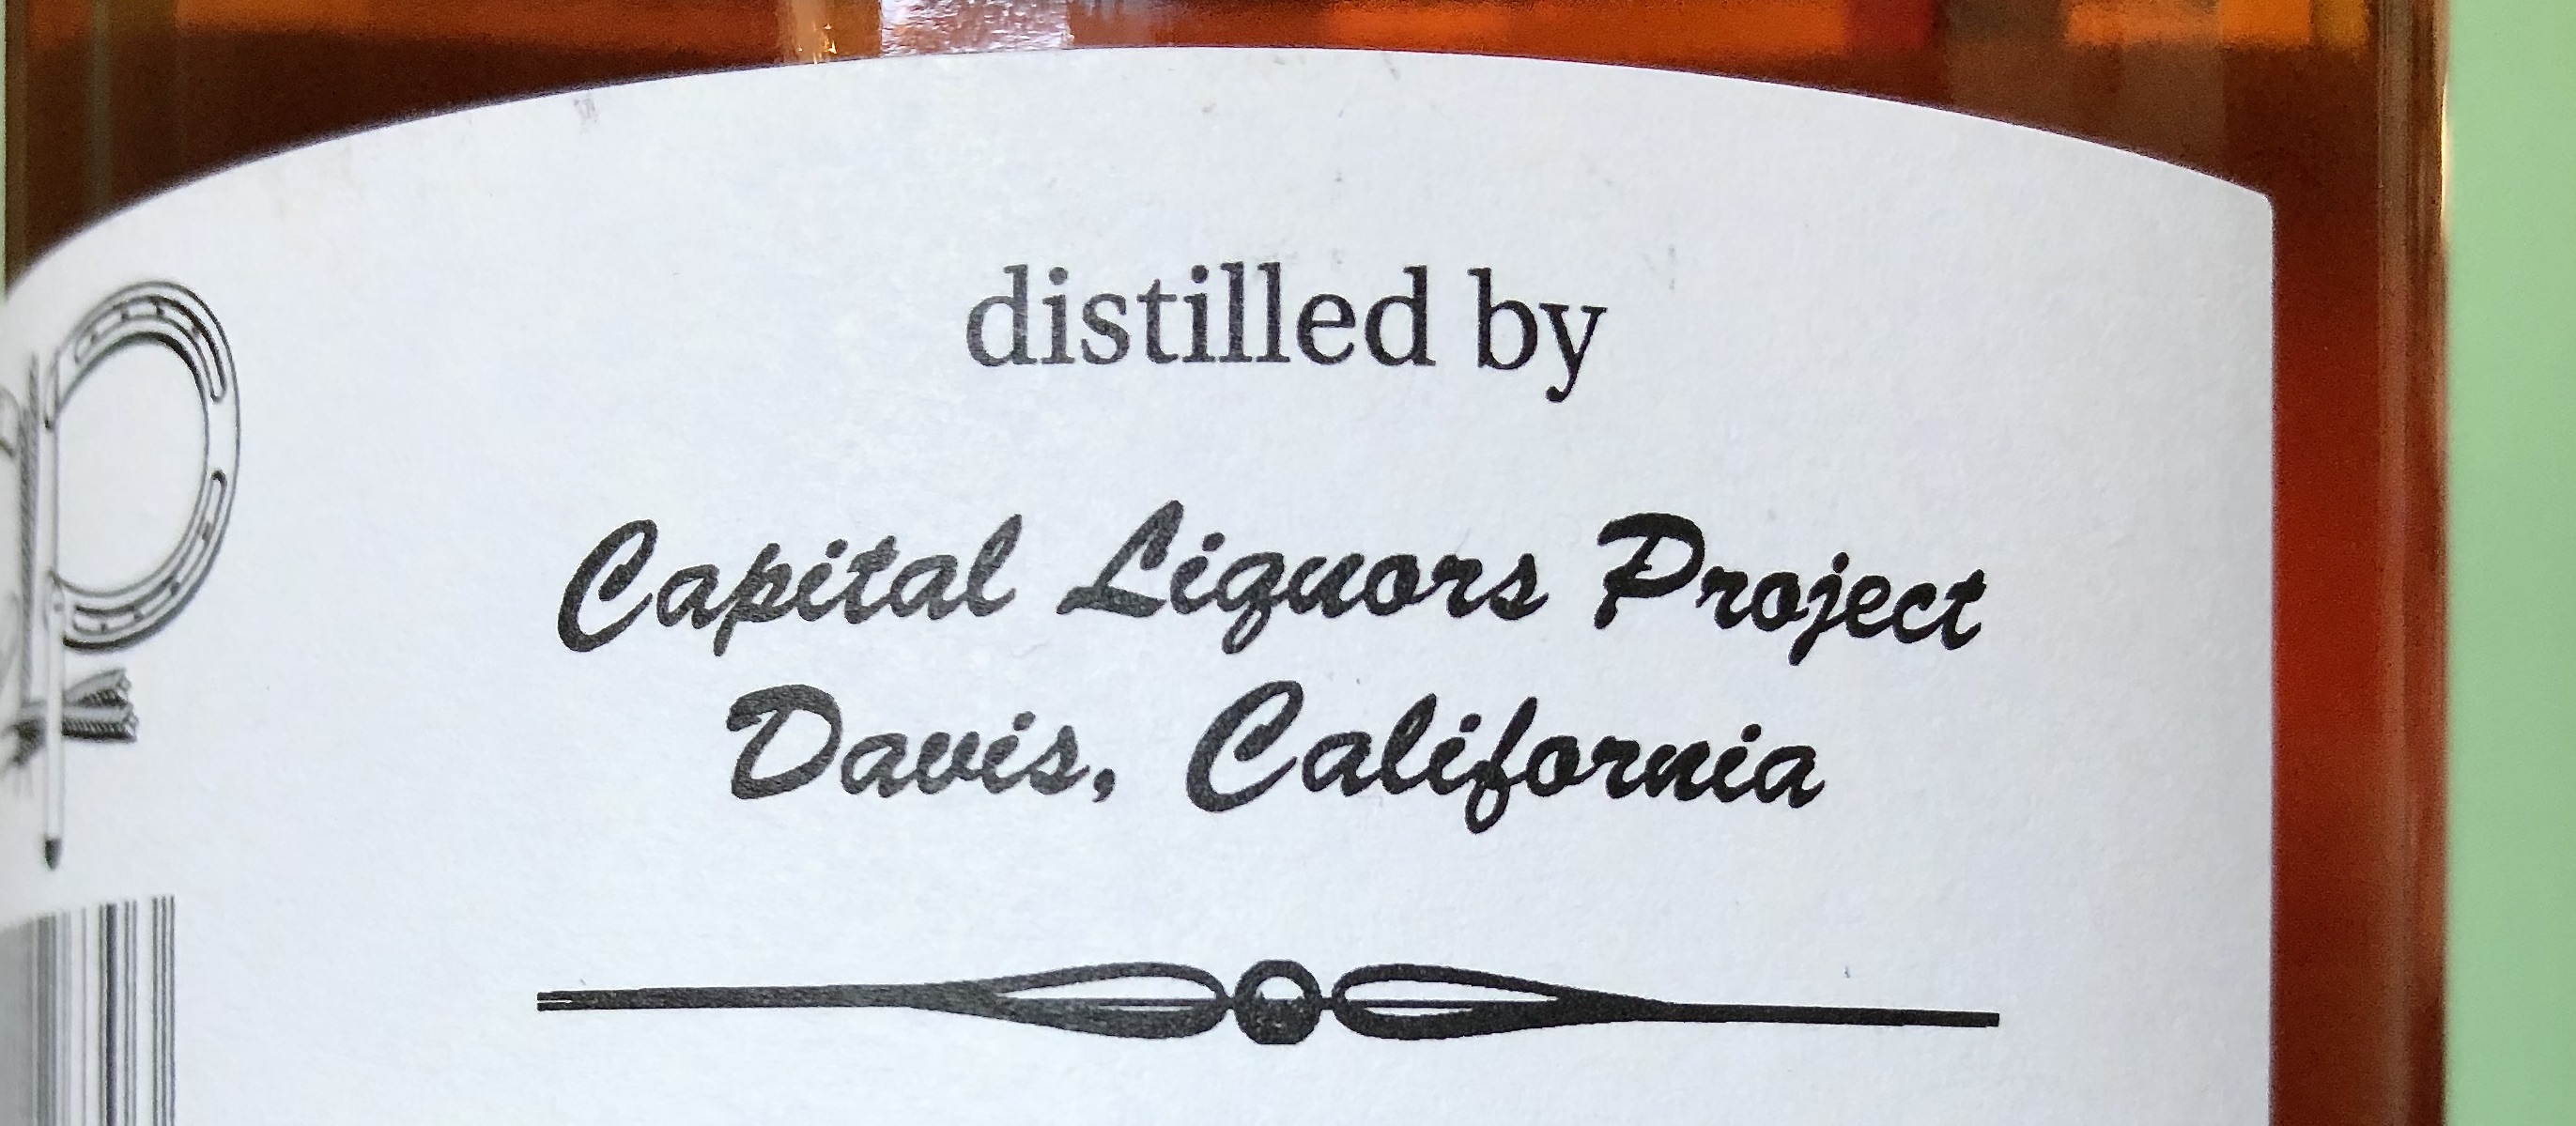 distilled by
Capital Liquors Project
Davis, California